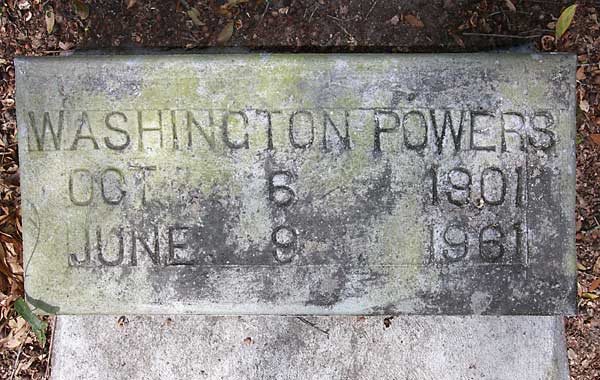 WASHINGTON POWERS
OCT. 6 1901
JUNE 9 1961